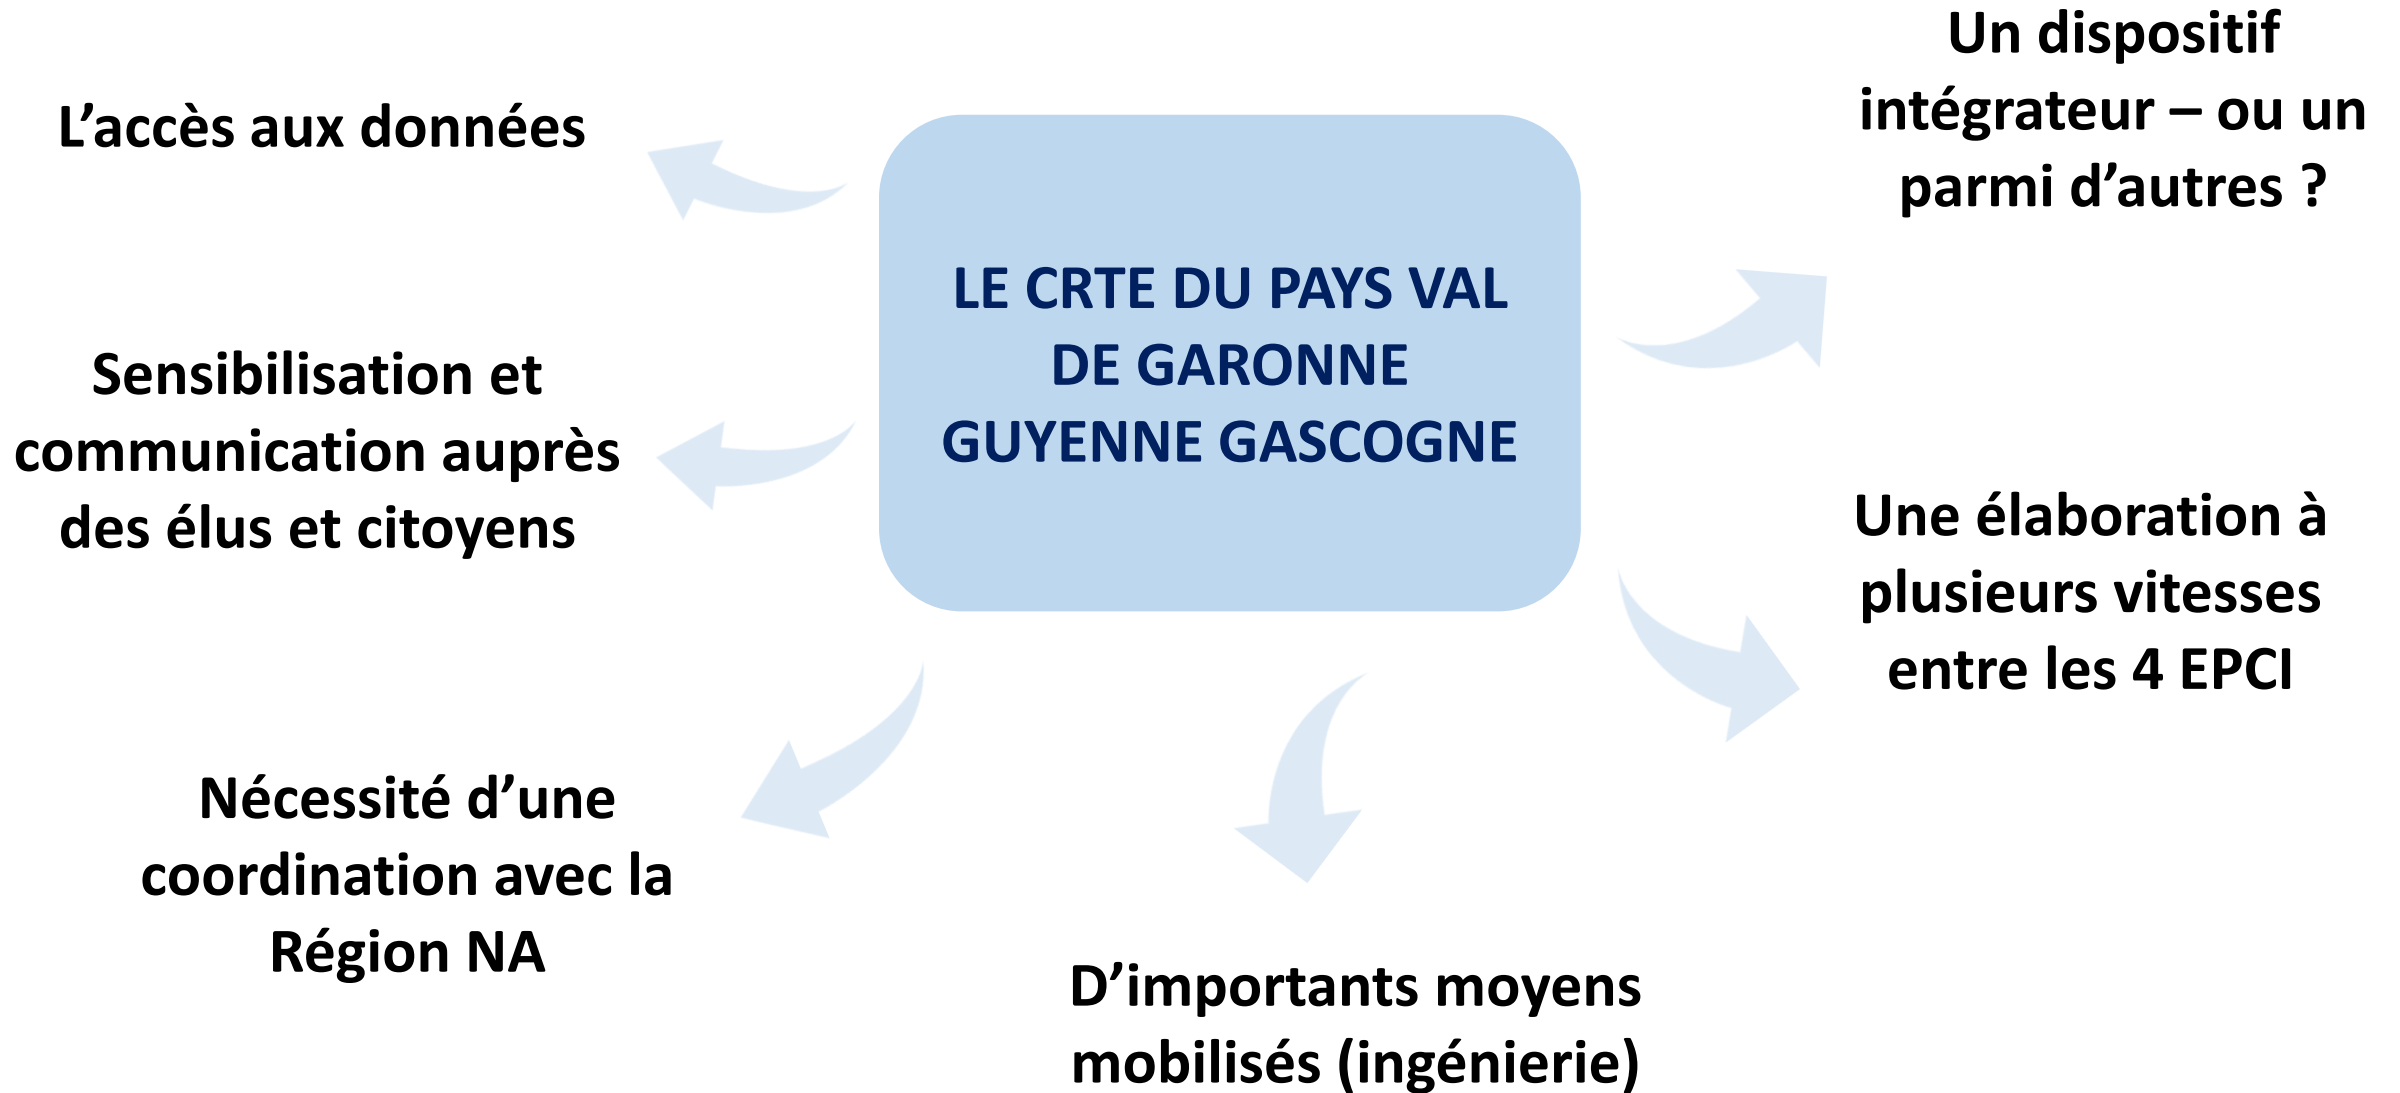 L’accès aux données
Sensibilisation et
communication auprès
des élus et citoyens
Nécessité d’une
coordination avec la
Région NA
LE CRTE DU PAYS VAL
DE GARONNE
GUYENNE GASCOGNE
D’importants moyens
mobilisés (ingénierie)
Un dispositif
intégrateur – ou un
parmi d’autres ?
Une élaboration à
plusieurs vitesses
entre les 4 EPCI